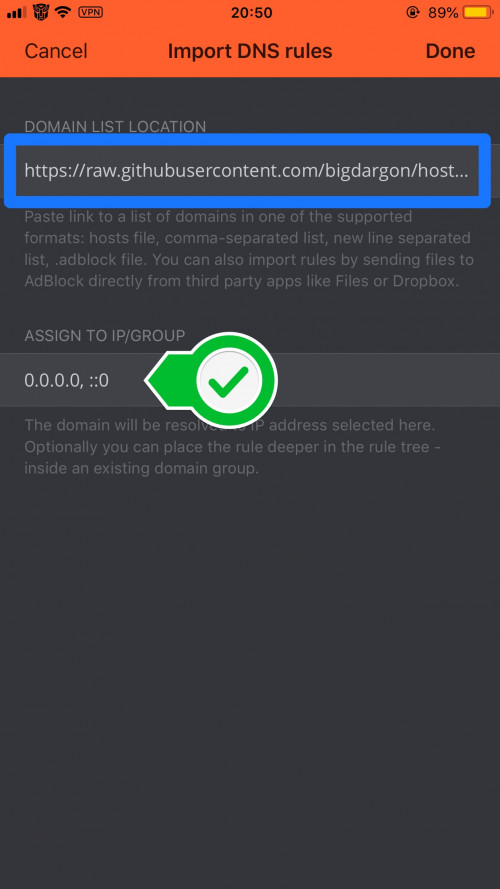 VPN 20:50 89%
Cancel Import DNS rules Done
DOMAIN LIST LOCATION
https://raw.githubusercontent.com/bigdargon/host...
Paste link to a list of domains in one of the supported
formats: hosts file, comma-separated list, new line separated
list, .adblock file. You can also import rules by sending files to
AdBlock directly from third party apps like Files or Dropbox.
ASSIGN TO IP/GROUP
0.0.0.0, ::0
The domain will be resolved IP address selected here.
Optionally you can place the rule deeper in the rule tree -
inside an existing domain group.